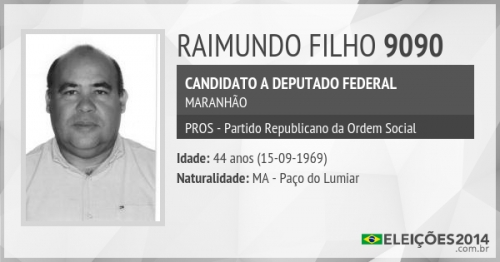 RAIMUNDO FILHO 9090
CANDIDATO A DEPUTADO FEDERAL
MARANHÃO
PROS - Partido Republicano da Ordem Social
Idade: 44 anos (15-09-1969)
Naturalidade: MA - Paço do Lumiar
ELEIÇÕES2014
.com.br